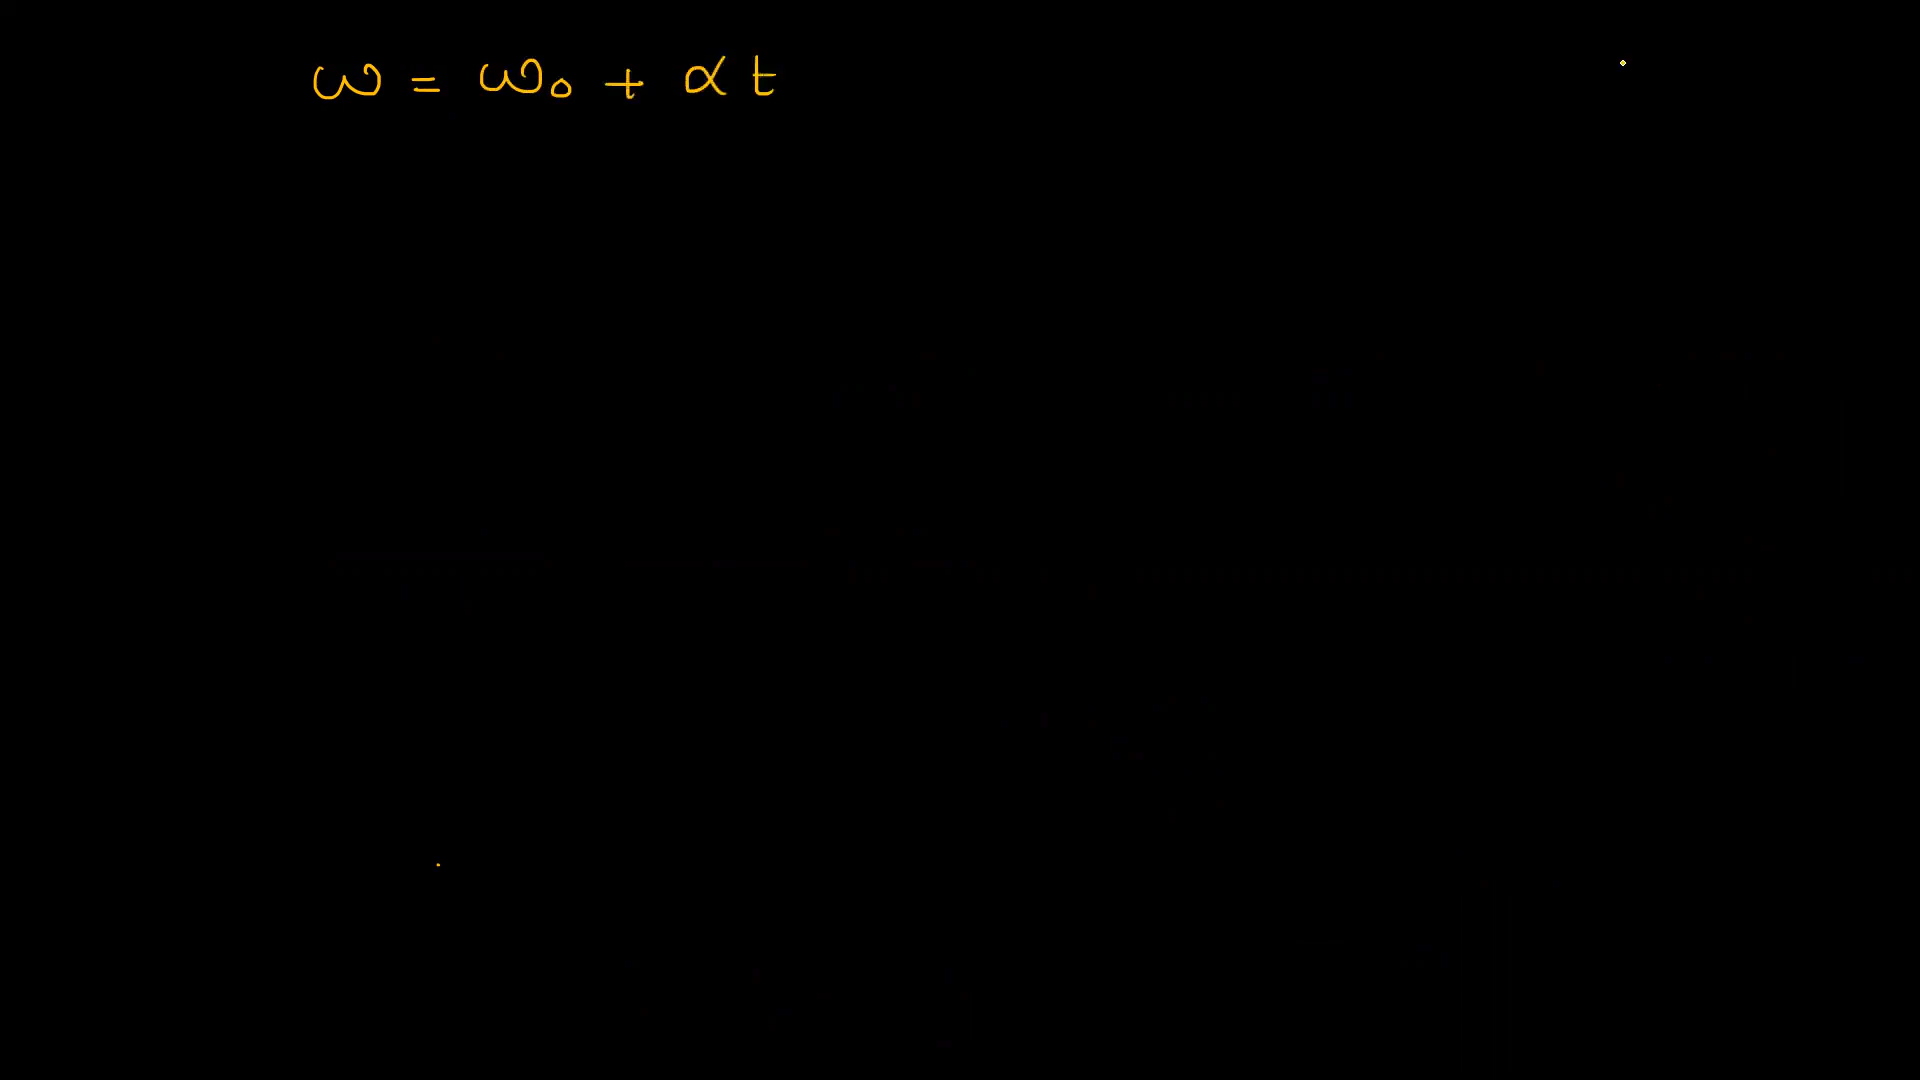 ω = ω₀ + α t